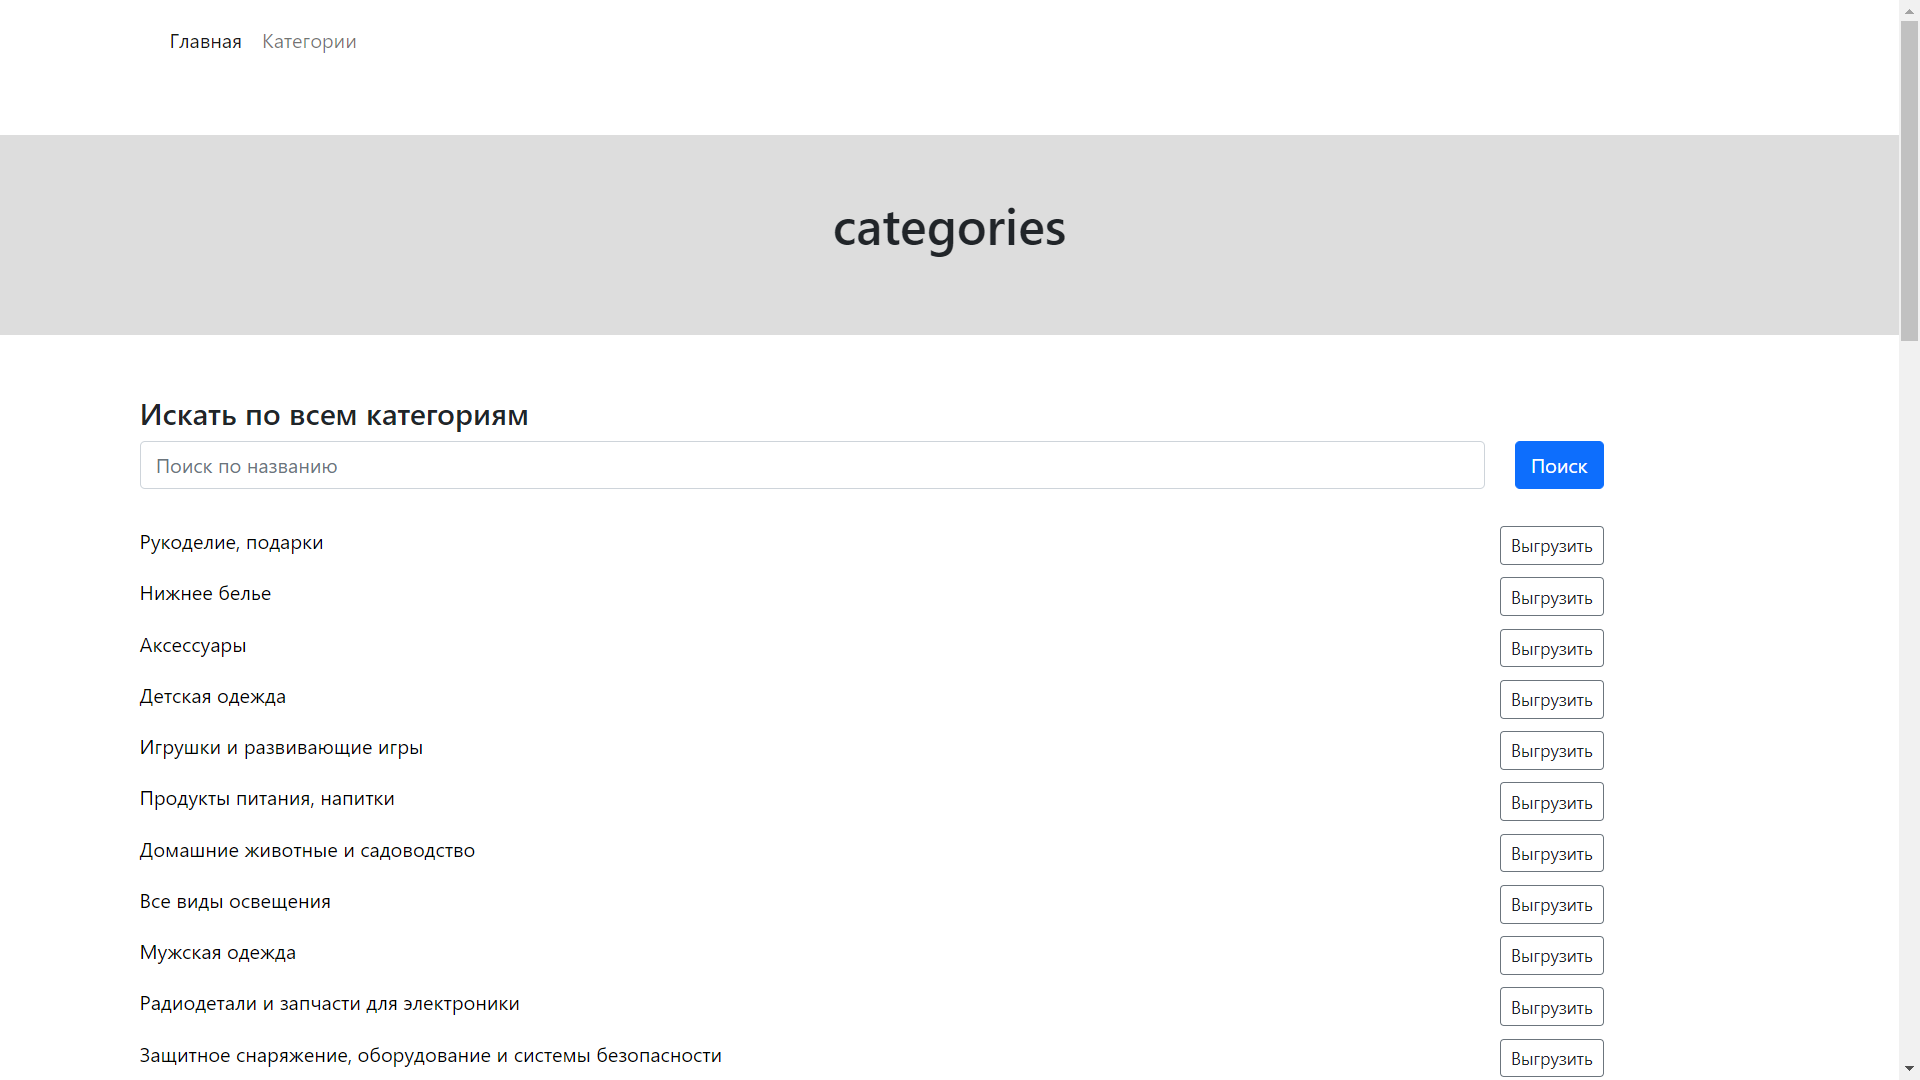 Главная Категории
categories
Искать по всем категориям
Поиск по названию Поиск
Рукоделие, подарки Выгрузить
Нижнее белье Выгрузить
Аксессуары Выгрузить
Детская одежда Выгрузить
Игрушки и развивающие игры Выгрузить
Продукты питания, напитки Выгрузить
Домашние животные и садоводство Выгрузить
Все виды освещения Выгрузить
Мужская одежда Выгрузить
Радиодетали и запчасти для электроники Выгрузить
Защитное снаряжение, оборудование и системы безопасности Выгрузить